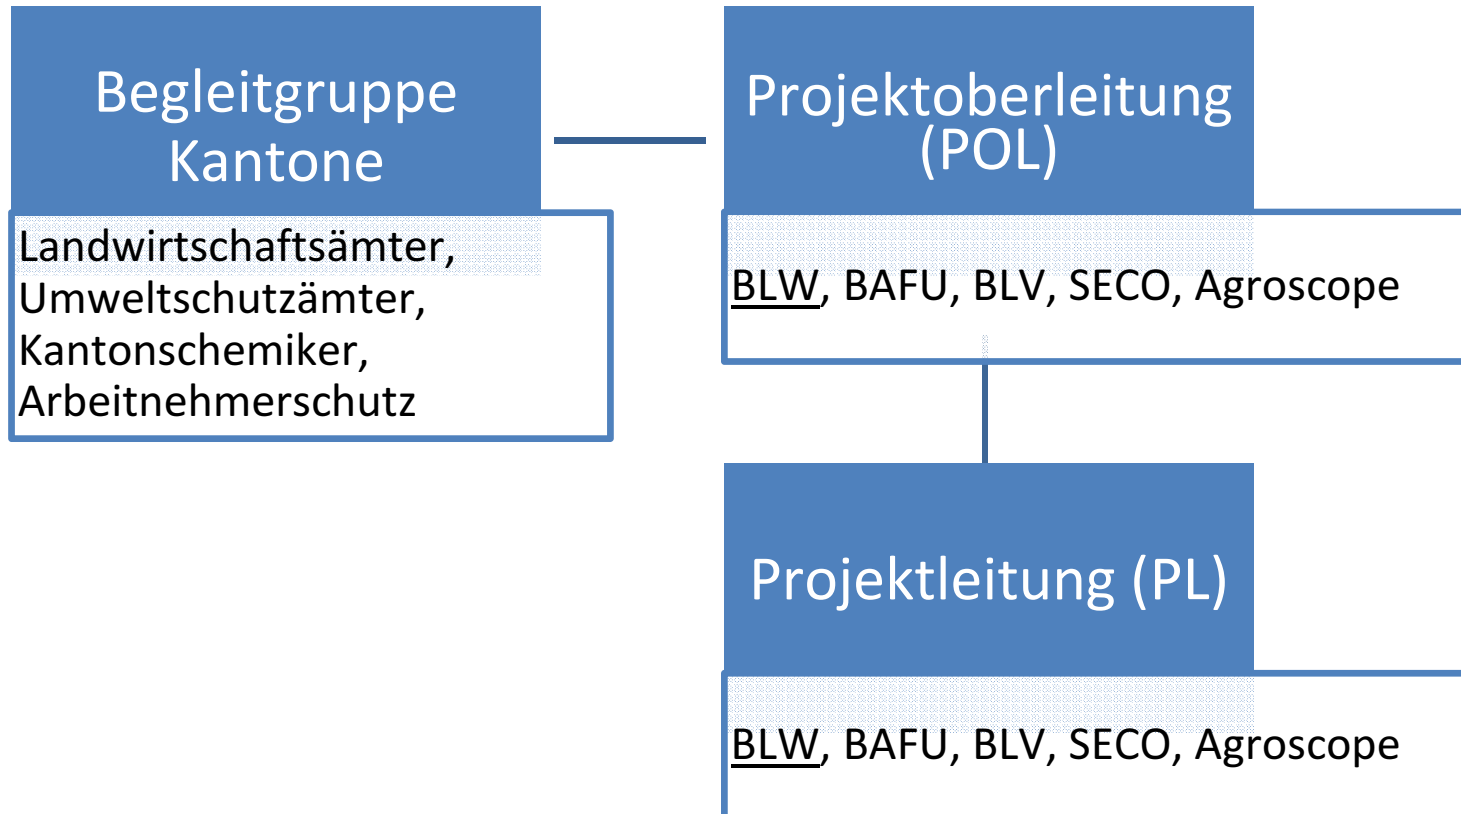 Begleitgruppe
Kantone
Landwirtschaftsämter,
Umweltschutzämter,
Kantonschemiker,
Arbeitnehmerschutz
Projektoberleitung
(POL)
BLW, BAFU, BLV, SECO, Agroscope
Projektleitung (PL)
BLW, BAFU, BLV, SECO, Agroscope